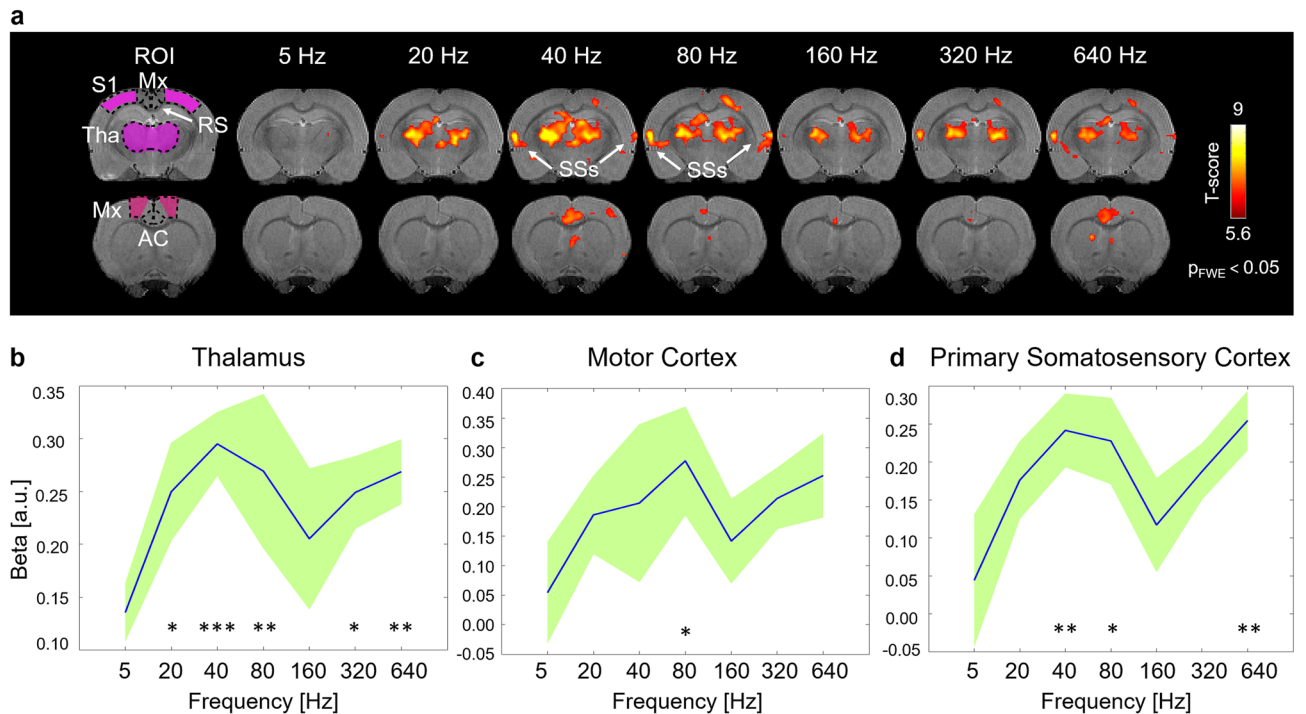 a
ROI 5 Hz 20 Hz 40 Hz 80 Hz 160 Hz 320 Hz 640 Hz
S1 Mx
RS
Tha
SSs SSs
Mx
AC
9
T-score
5.6
pFWE < 0.05
b Thalamus
0.35
0.30
0.25
0.20
0.15
0.10
Beta [a.u.]
* *** ** * **
5 20 40 80 160 320 640
Frequency [Hz]
c Motor Cortex
0.40
0.35
0.30
0.25
0.20
0.15
0.10
0.05
0.00
-0.05
*
5 20 40 80 160 320 640
Frequency [Hz]
d Primary Somatosensory Cortex
0.30
0.25
0.20
0.15
0.10
0.05
0.00
-0.05
** * **
5 20 40 80 160 320 640
Frequency [Hz]